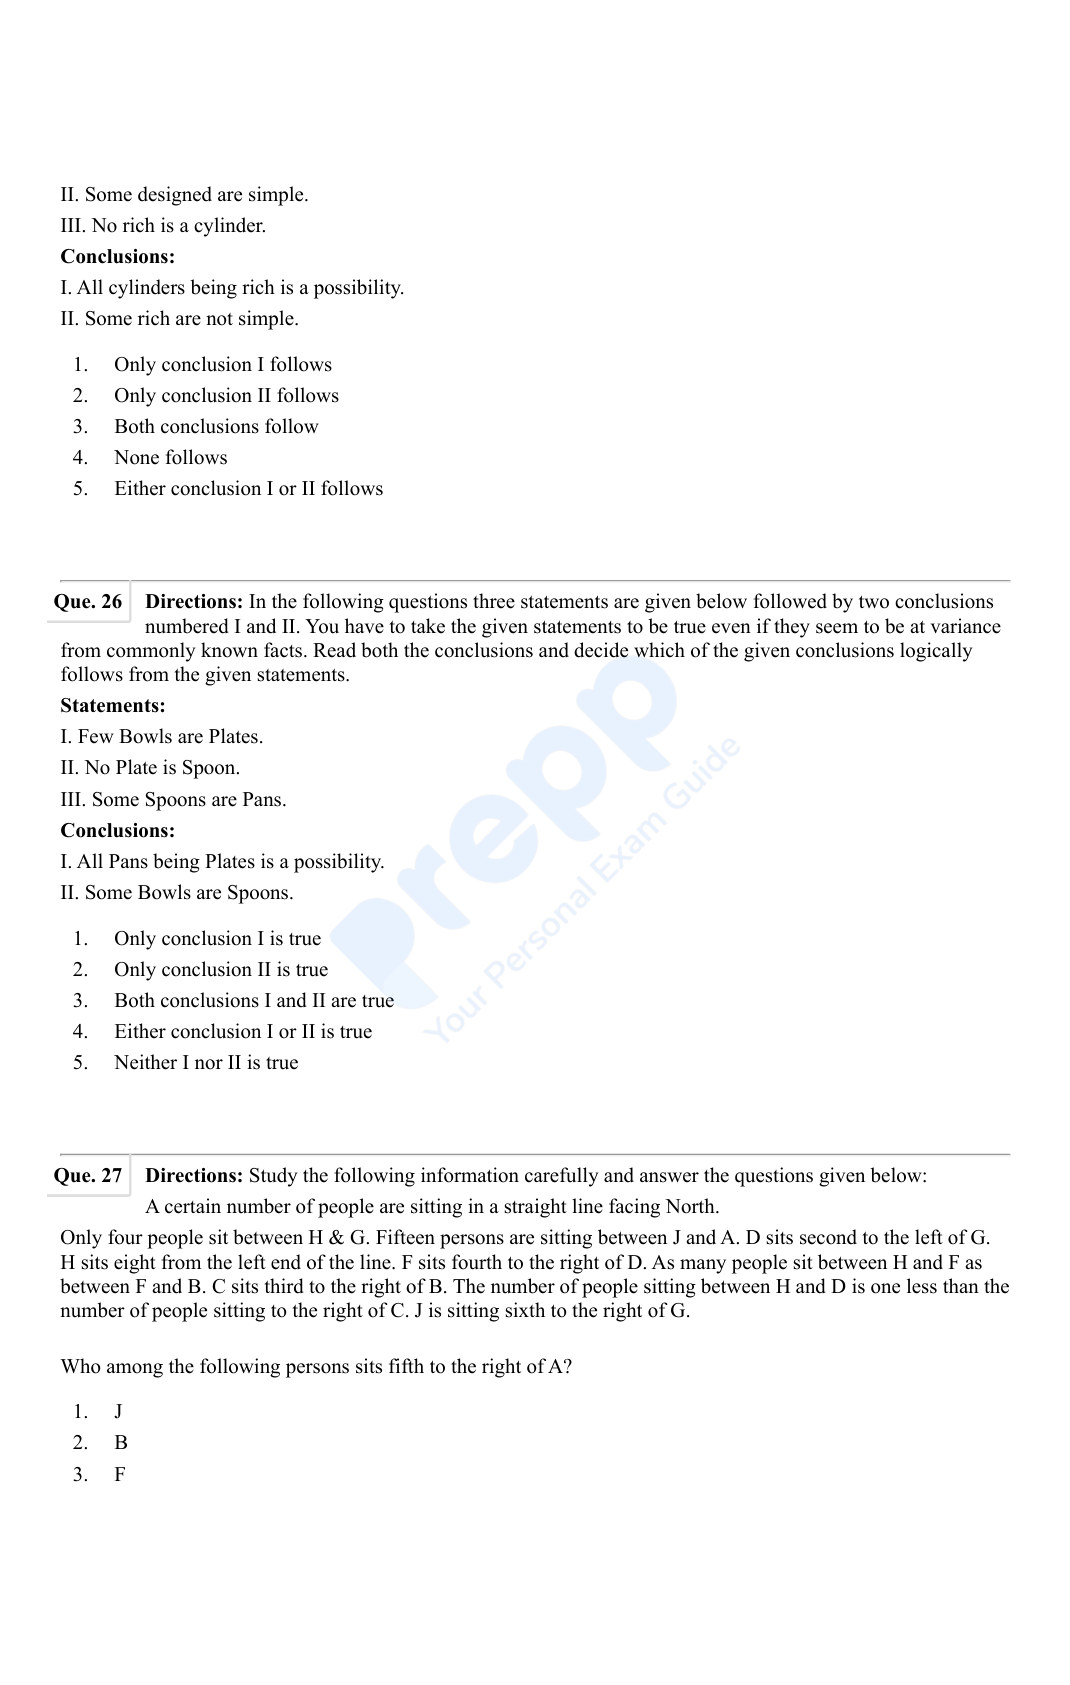 II. Some designed are simple.
III. No rich is a cylinder.
Conclusions:
I. All cylinders being rich is a possibility.
II. Some rich are not simple.
1. Only conclusion I follows
2. Only conclusion II follows
3. Both conclusions follow
4. None follows
5. Either conclusion I or II follows
Que. 26 Directions: In the following questions three statements are given below followed by two conclusions
numbered I and II. You have to take the given statements to be true even if they seem to be at variance
from commonly known facts. Read both the conclusions and decide which of the given conclusions logically
follows from the given statements.
Statements:
I. Few Bowls are Plates.
II. No Plate is Spoon.
III. Some Spoons are Pans.
Conclusions:
I. All Pans being Plates is a possibility.
II. Some Bowls are Spoons.
1. Only conclusion I is true
2. Only conclusion II is true
3. Both conclusions I and II are true
4. Either conclusion I or II is true
5. Neither I nor II is true
prepp
Your Personal Exam Guide
Que. 27 Directions: Study the following information carefully and answer the questions given below:
A certain number of people are sitting in a straight line facing North.
Only four people sit between H & G. Fifteen persons are sitting between J and A. D sits second to the left of G.
H sits eight from the left end of the line. F sits fourth to the right of D. As many people sit between H and F as
between F and B. C sits third to the right of B. The number of people sitting between H and D is one less than the
number of people sitting to the right of C. J is sitting sixth to the right of G.
Who among the following persons sits fifth to the right of A?
1. J
2. B
3. F